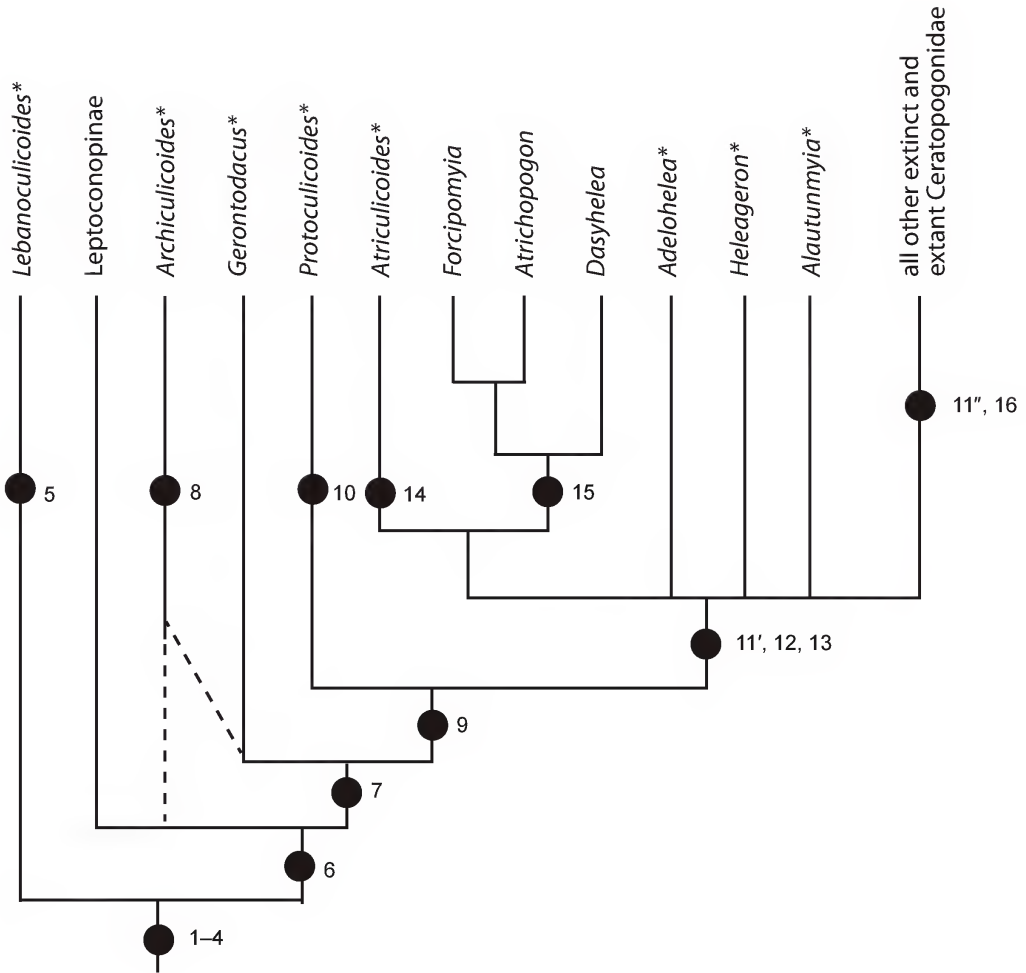 Lebanoculicoides*
Leptoconopinae
Archiculicoides*
Gerontodacus*
Protoculicoides*
Atriculicoides*
Forcipomyia
Atrichopogon
Dasyhelea
Adelohelea*
Heleageron*
Alautunmyia*
all other extinct and
extant Ceratopogonidae
11″, 16
5
8
10
14
15
11′, 12, 13
9
7
6
1–4